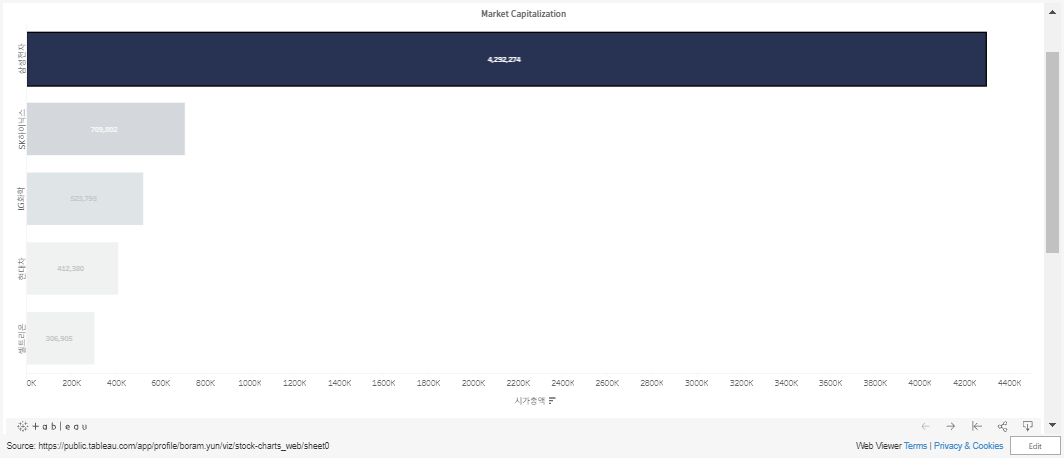 Market Capitalization
삼성전자
4,292,274
SK하이닉스
709,802
LG화학
523,759
현대차
412,380
셀트리온
306,905
0K 200K 400K 600K 800K 1000K 1200K 1400K 1600K 1800K 2000K 2200K 2400K 2600K 2800K 3000K 3200K 3400K 3600K 3800K 4000K 4200K 4400K
시가총액
+ableau
Source: https://public.tableau.com/app/profile/boram.yun/viz/stock-charts_web/sheet0 Web Viewer Terms | Privacy & Cookies Edit